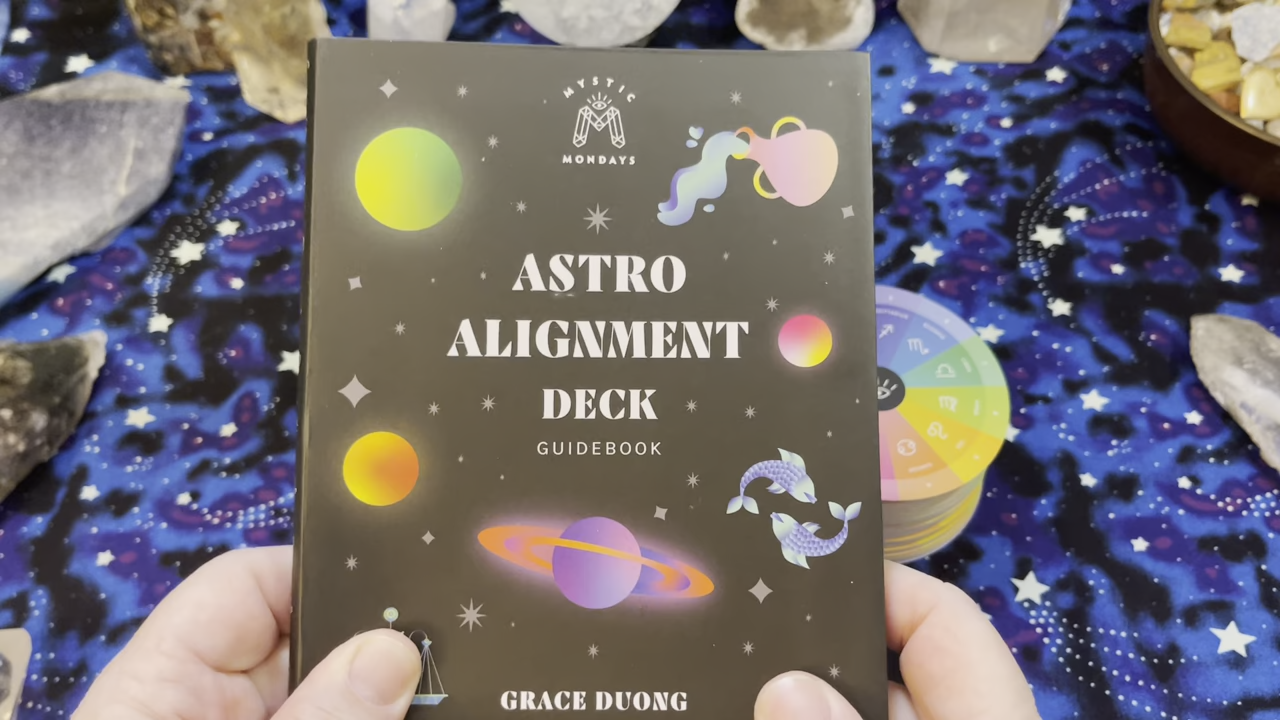 MYSTIC
MONDAYS
ASTRO
ALIGNMENT
DECK
GUIDEBOOK
GRACE DUONG